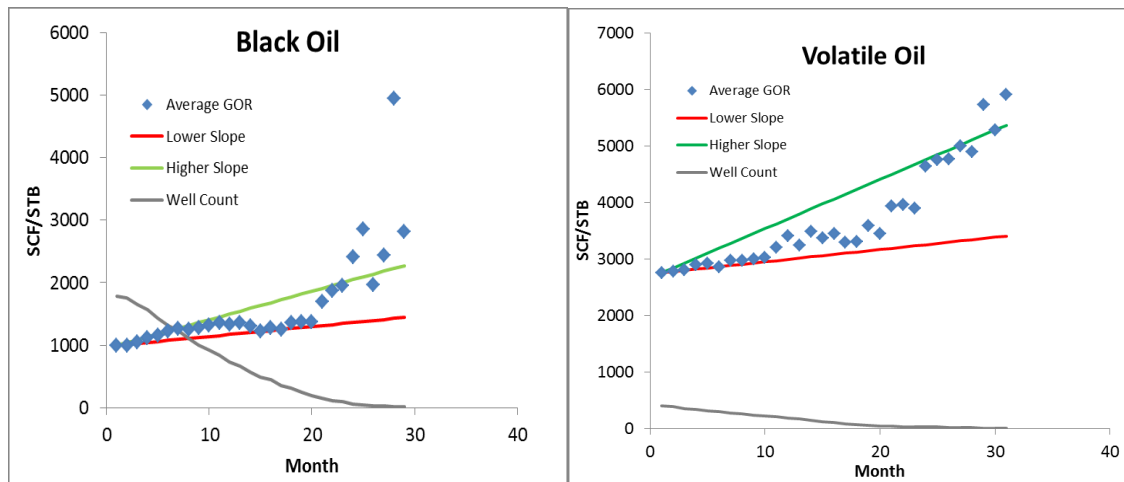 Black Oil
6000
5000
4000
3000
2000
1000
0
SCF/STB
Average GOR
Lower Slope
Higher Slope
Well Count
0 10 20 30 40
Month
Volatile Oil
7000
6000
5000
4000
3000
2000
1000
0
SCF/STB
Average GOR
Lower Slope
Higher Slope
Well Count
0 10 20 30 40
Month